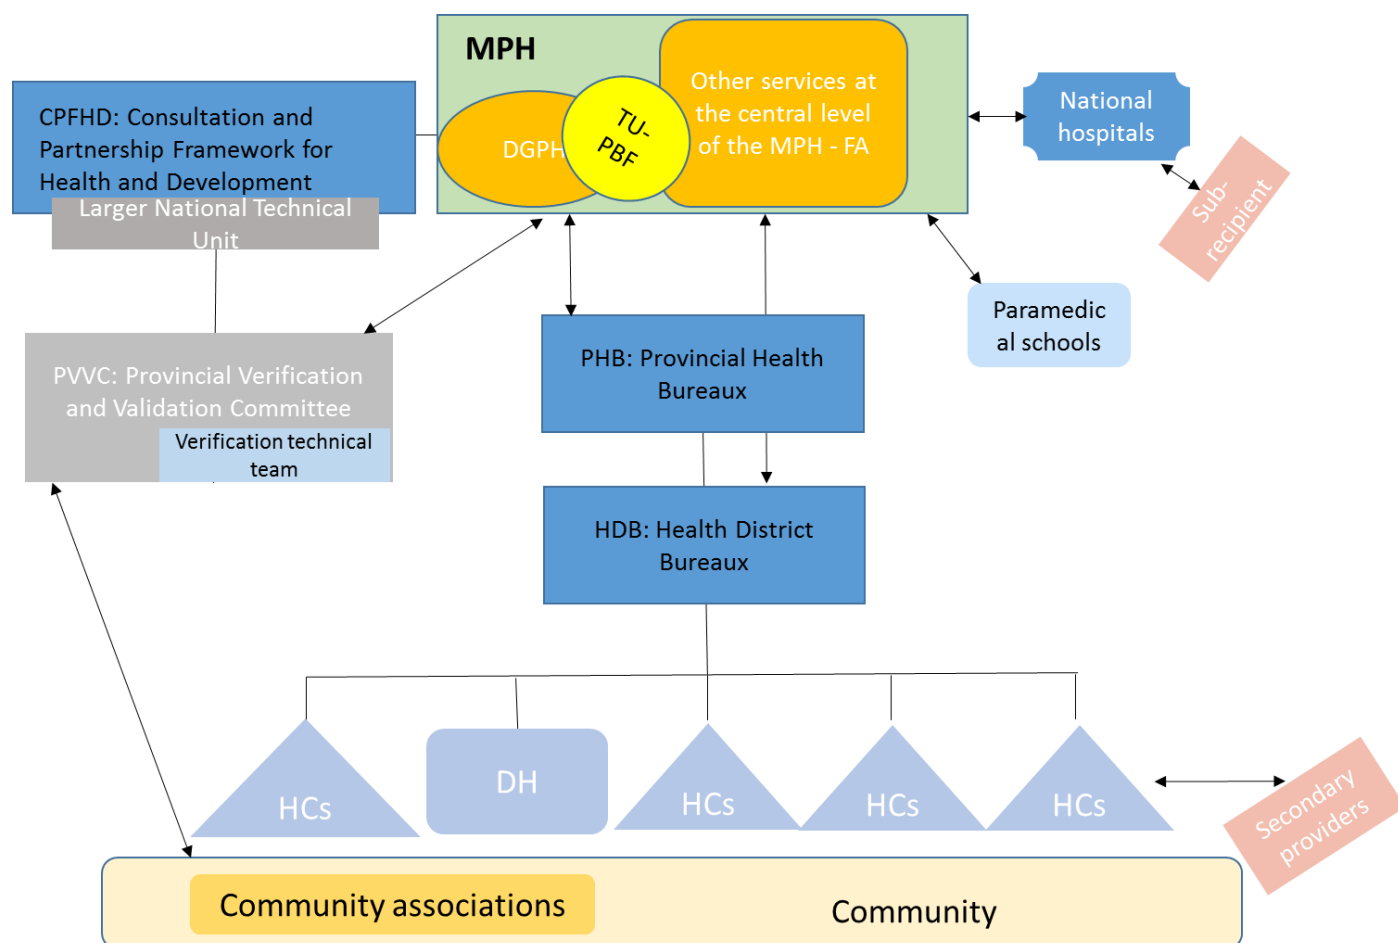 MPH
CPFHD: Consultation and
Partnership Framework for
Health and Development
Larger National Technical
Unit
DGPH
TU-
PBF
Other services at
the central level
of the MPH - FA
National
hospitals
Sub-
recipient
Paramedic
al schools
PVVC: Provincial Verification
and Validation Committee
Verification technical
team
PHB: Provincial Health
Bureaux
HDB: Health District
Bureaux
HCs
DH
HCs
HCs
HCs
Secondary
providers
Community associations
Community